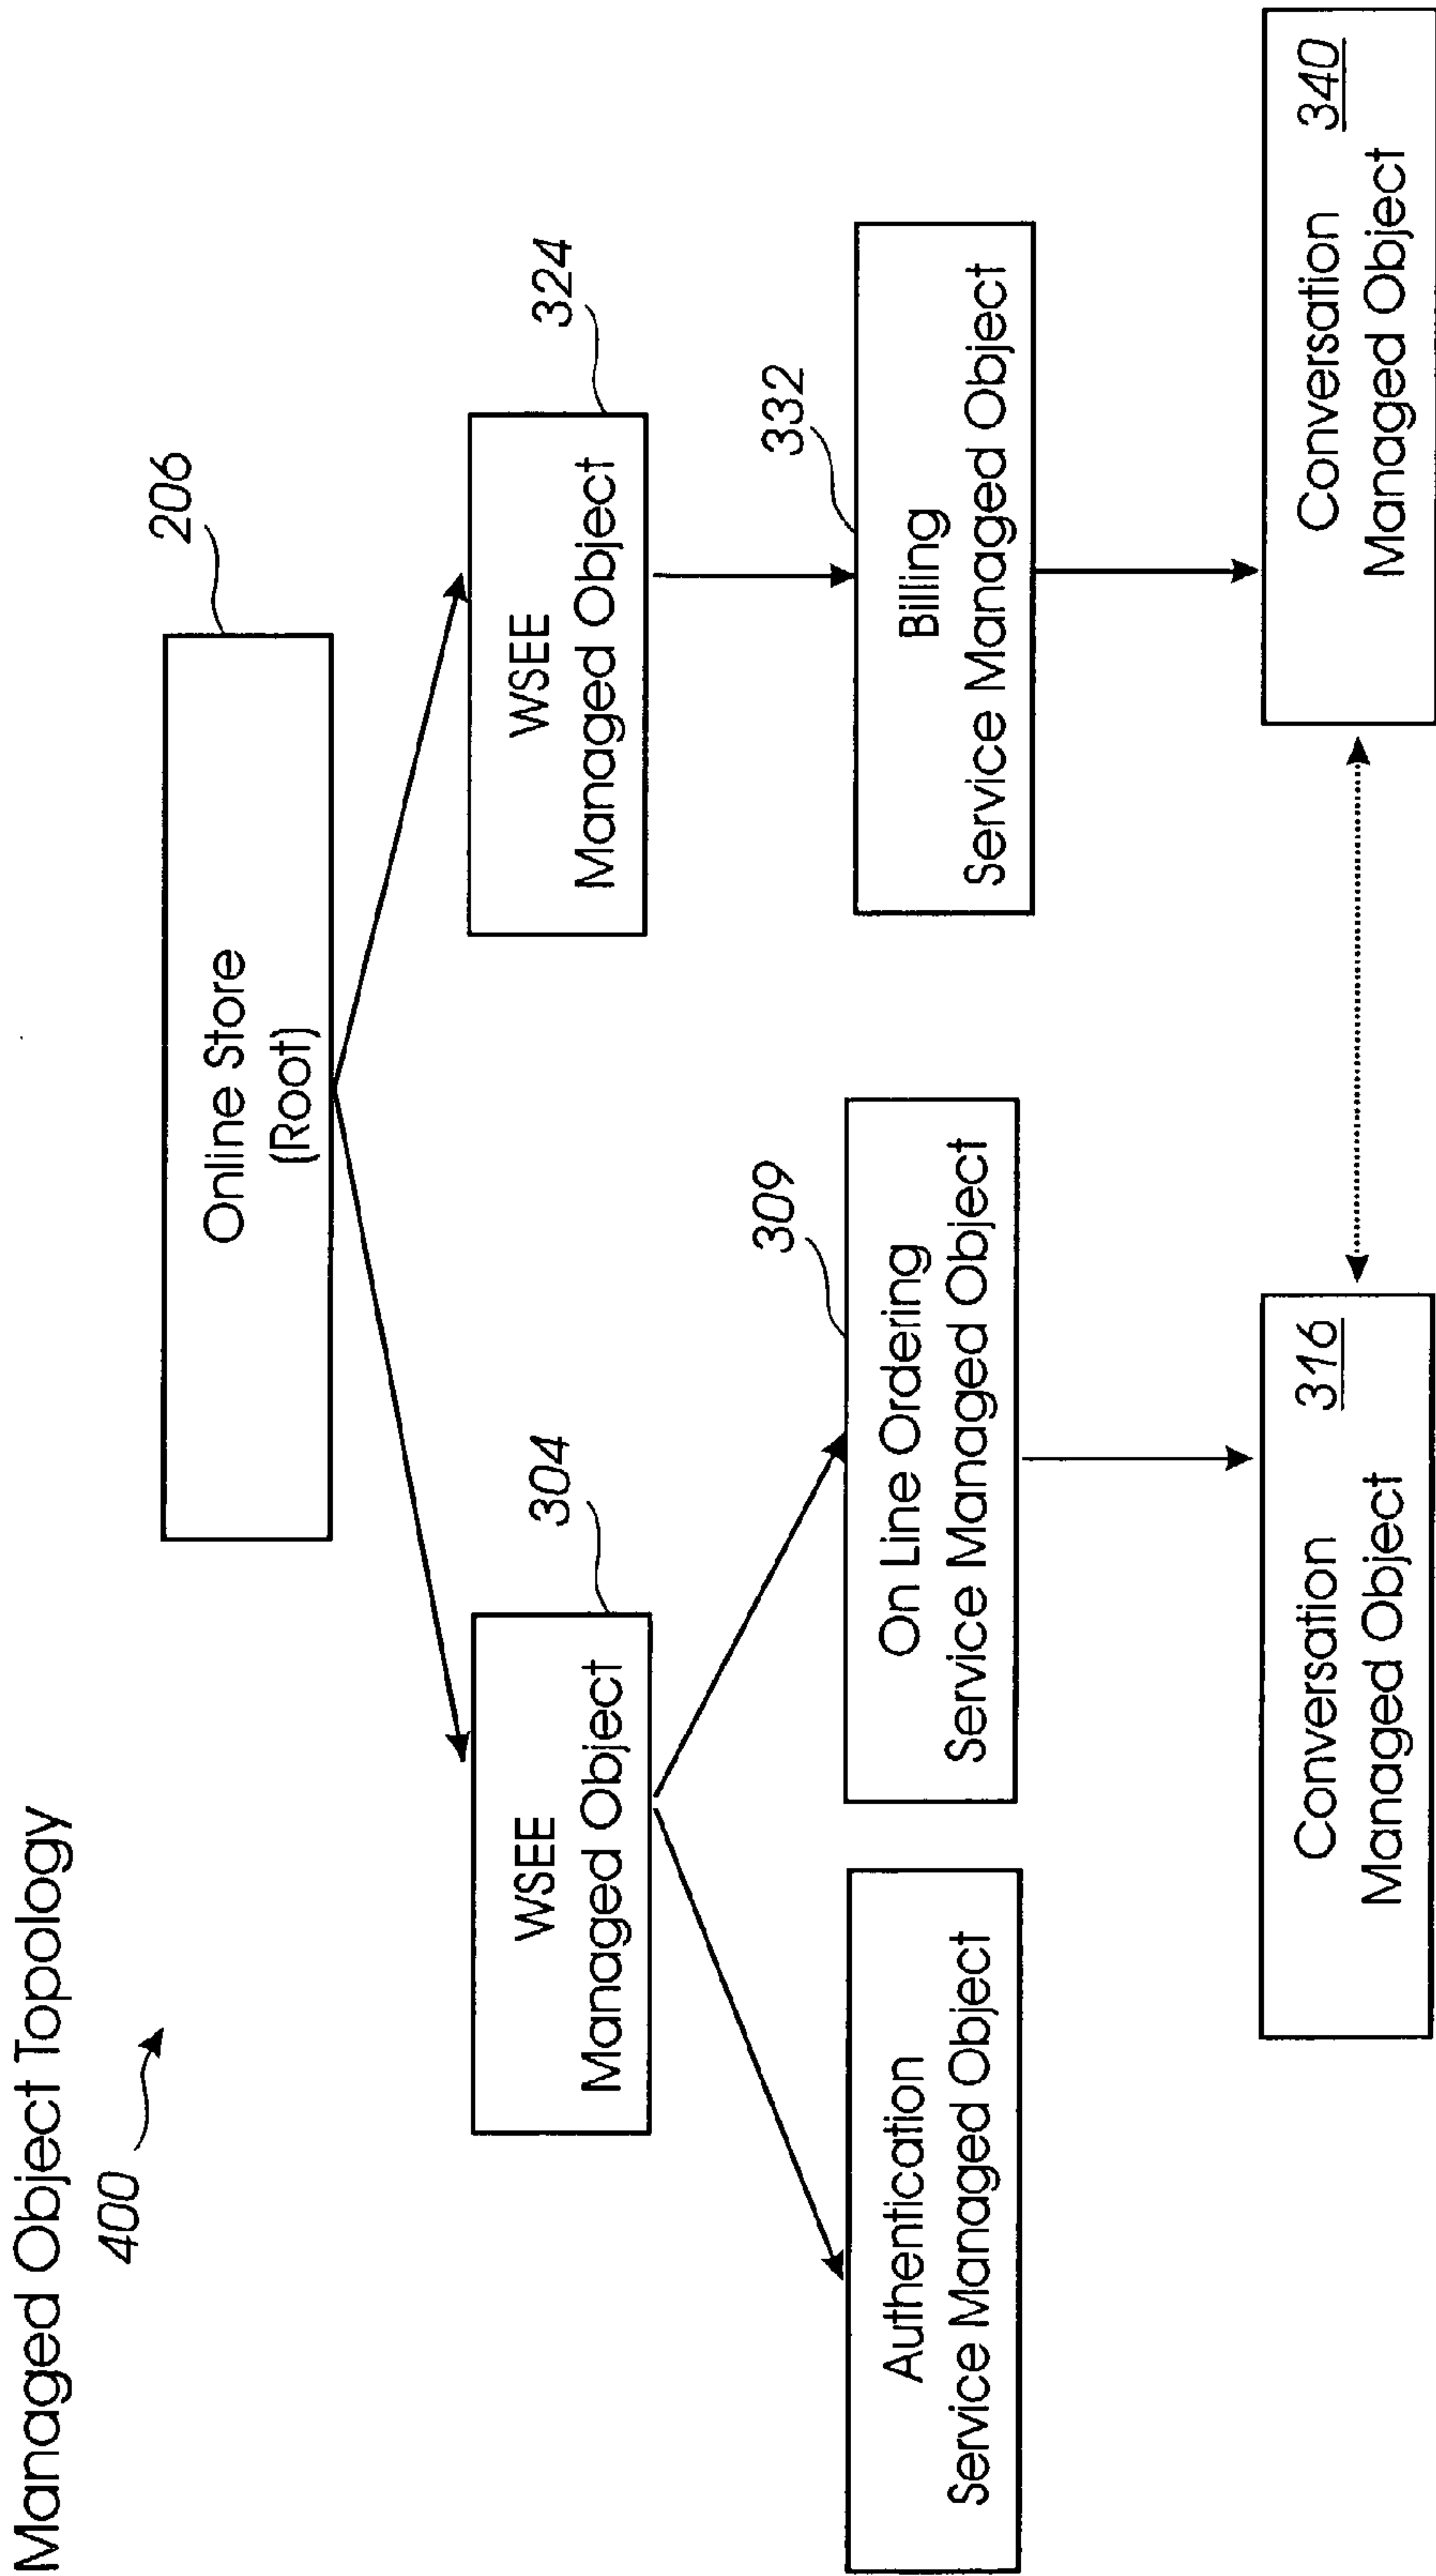 Managed Object Topology
400
206
Online Store
(Root)
304
WSEE
Managed Object
324
WSEE
Managed Object
Authentication
Service Managed Object
309
On Line Ordering
Service Managed Object
332
Billing
Service Managed Object
Conversation 316
Managed Object
Conversation 340
Managed Object